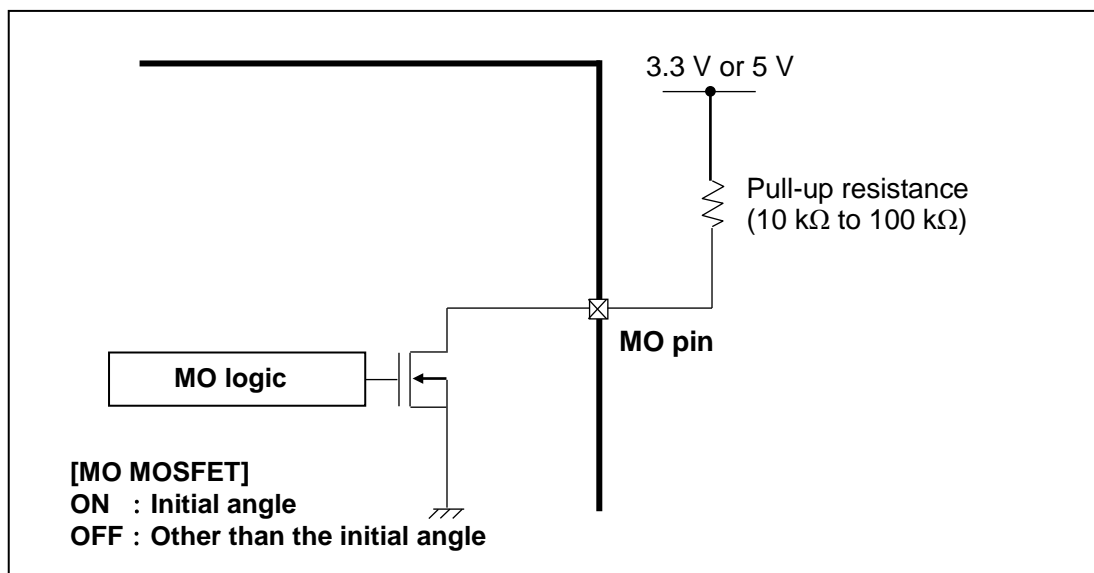 3.3 V or 5 V
Pull-up resistance
(10 kΩ to 100 kΩ)
MO pin
MO logic
[MO MOSFET]
ON : Initial angle
OFF : Other than the initial angle